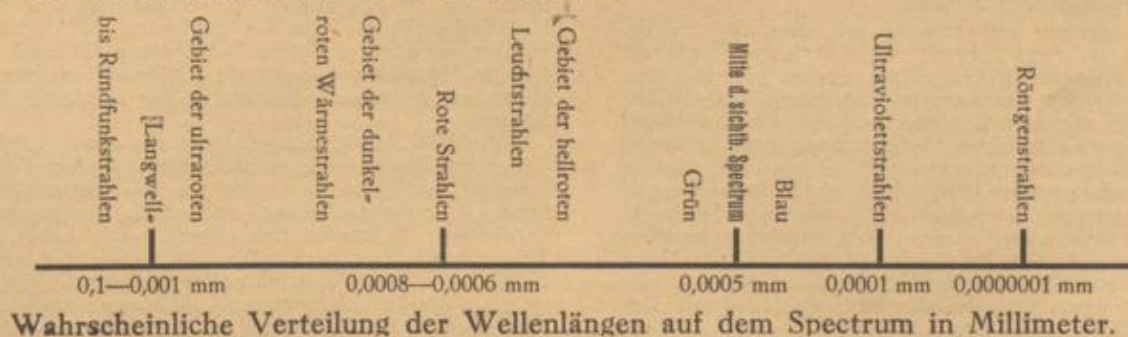 Gebiet der ultraroten
Langwell-
bis Rundfunkstrahlen
Gebiet der dunkel-
roten Wärmestrahlen
Rote Strahlen
Gebiet der hellroten
Leuchtstrahlen
Blau
Mitte d. sichtb. Spectrum
Grün
Ultraviolettstrahlen
Röntgenstrahlen
0,1—0,001 mm
0,0008—0,0006 mm
0,0005 mm
0,0001 mm
0,0000001 mm
Wahrscheinliche Verteilung der Wellenlängen auf dem Spectrum in Millimeter.